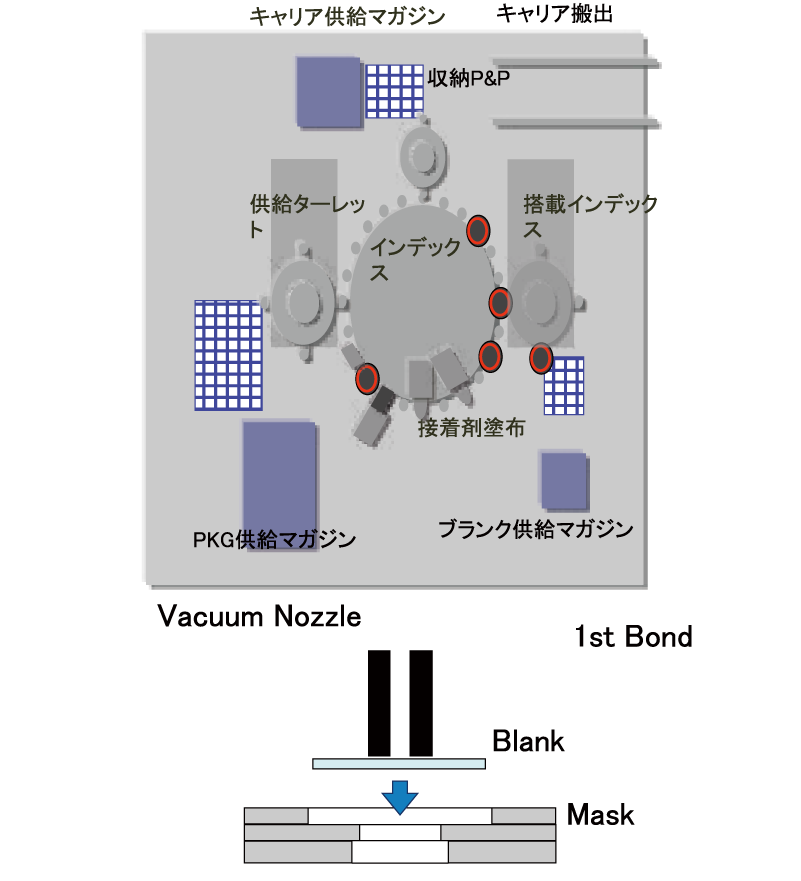 キャリア供給マガジン
キャリア搬出
収納P&P
供給ターレッ
ト
搭載インデック
ス
インデック
ス
接着剤塗布
PKG供給マガジン
ブランク供給マガジン
Vacuum Nozzle
1st Bond
Blank
Mask